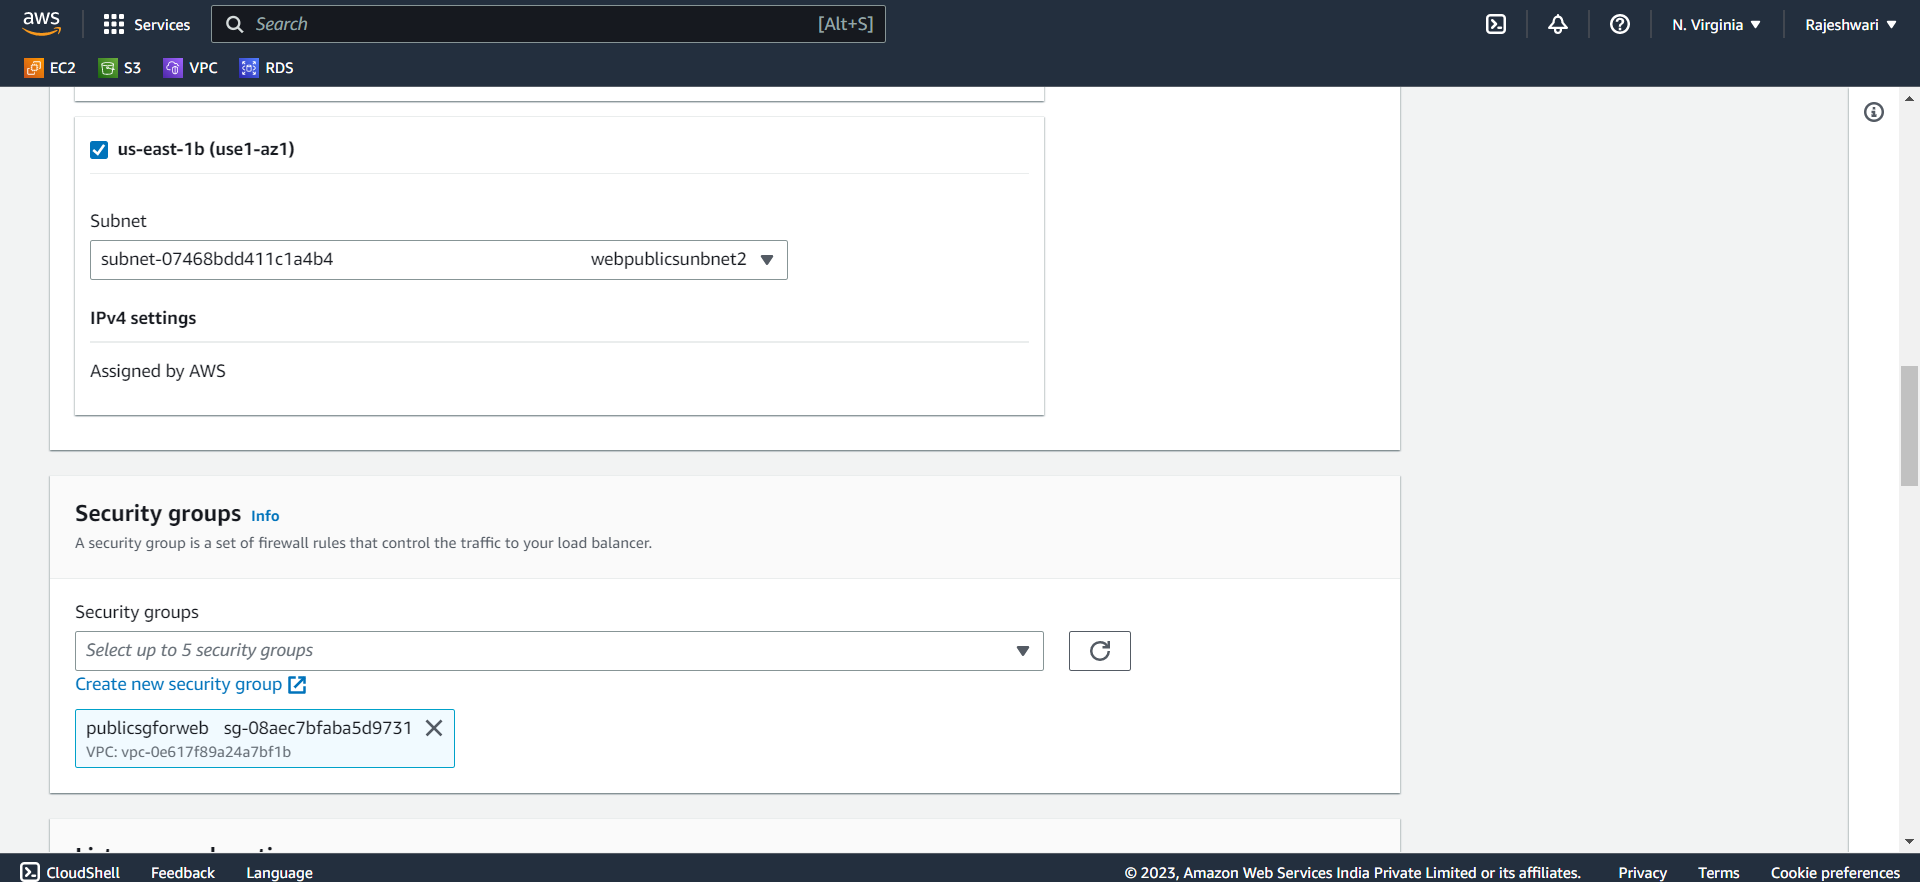 aws Services Search [Alt+S] N. Virginia Rajeshwari
EC2 S3 VPC RDS
us-east-1b (use1-az1)
Subnet
subnet-07468bdd411c1a4b4 webpublicsunbnet2
IPv4 settings
Assigned by AWS
Security groups Info
A security group is a set of firewall rules that control the traffic to your load balancer.
Security groups
Select up to 5 security groups
Create new security group
publicsgforweb sg-08aec7bfaba5d9731
VPC: vpc-0e617f89a24a7bf1b
CloudShell Feedback Language © 2023, Amazon Web Services India Private Limited or its affiliates. Privacy Terms Cookie preferences